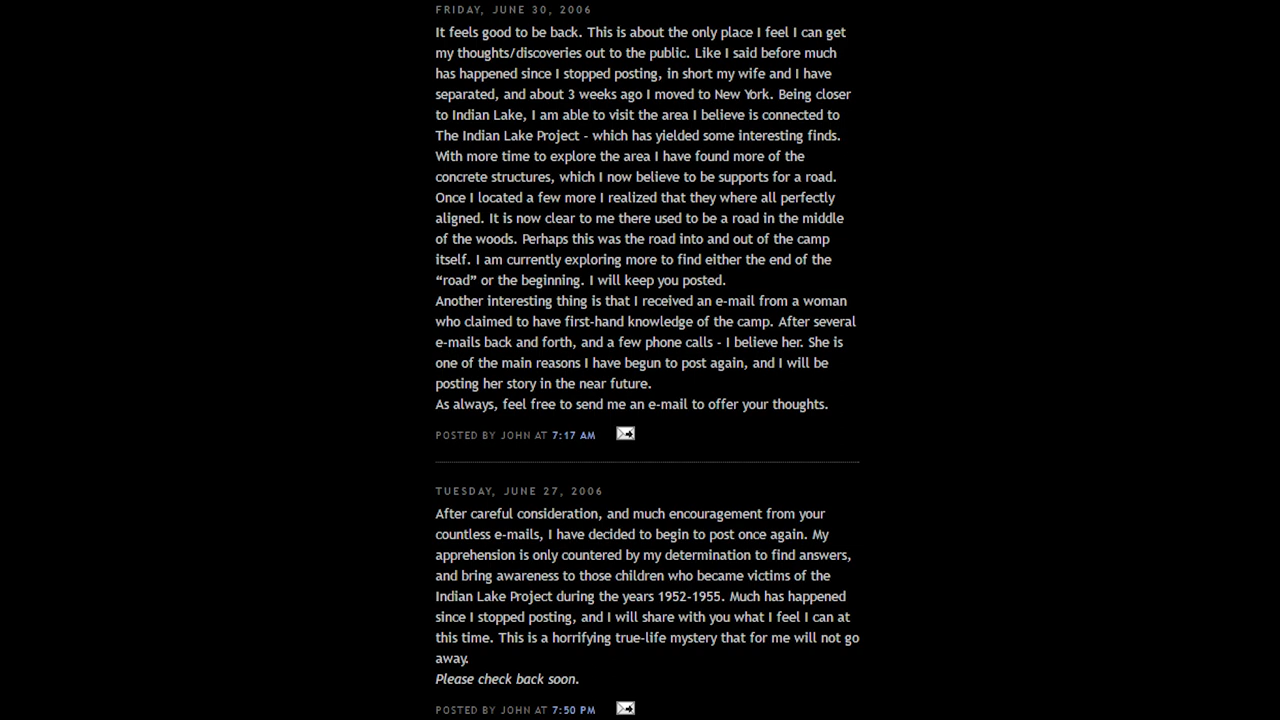 FRIDAY, JUNE 30, 2006
It feels good to be back. This is about the only place I feel I can get
my thoughts/discoveries out to the public. Like I said before much
has happened since I stopped posting, in short my wife and I have
separated, and about 3 weeks ago I moved to New York. Being closer
to Indian Lake, I am able to visit the area I believe is connected to
The Indian Lake Project - which has yielded some interesting finds.
With more time to explore the area I have found more of the
concrete structures, which I now believe to be supports for a road.
Once I located a few more I realized that they where all perfectly
aligned. It is now clear to me there used to be a road in the middle
of the woods. Perhaps this was the road into and out of the camp
itself. I am currently exploring more to find either the end of the
“road” or the beginning. I will keep you posted.
Another interesting thing is that I received an e-mail from a woman
who claimed to have first-hand knowledge of the camp. After several
e-mails back and forth, and a few phone calls - I believe her. She is
one of the main reasons I have begun to post again, and I will be
posting her story in the near future.
As always, feel free to send me an e-mail to offer your thoughts.
POSTED BY JOHN AT 7:17 AM
TUESDAY, JUNE 27, 2006
After careful consideration, and much encouragement from your
countless e-mails, I have decided to begin to post once again. My
apprehension is only countered by my determination to find answers,
and bring awareness to those children who became victims of the
Indian Lake Project during the years 1952-1955. Much has happened
since I stopped posting, and I will share with you what I feel I can at
this time. This is a horrifying true-life mystery that for me will not go
away.
Please check back soon.
POSTED BY JOHN AT 7:50 PM